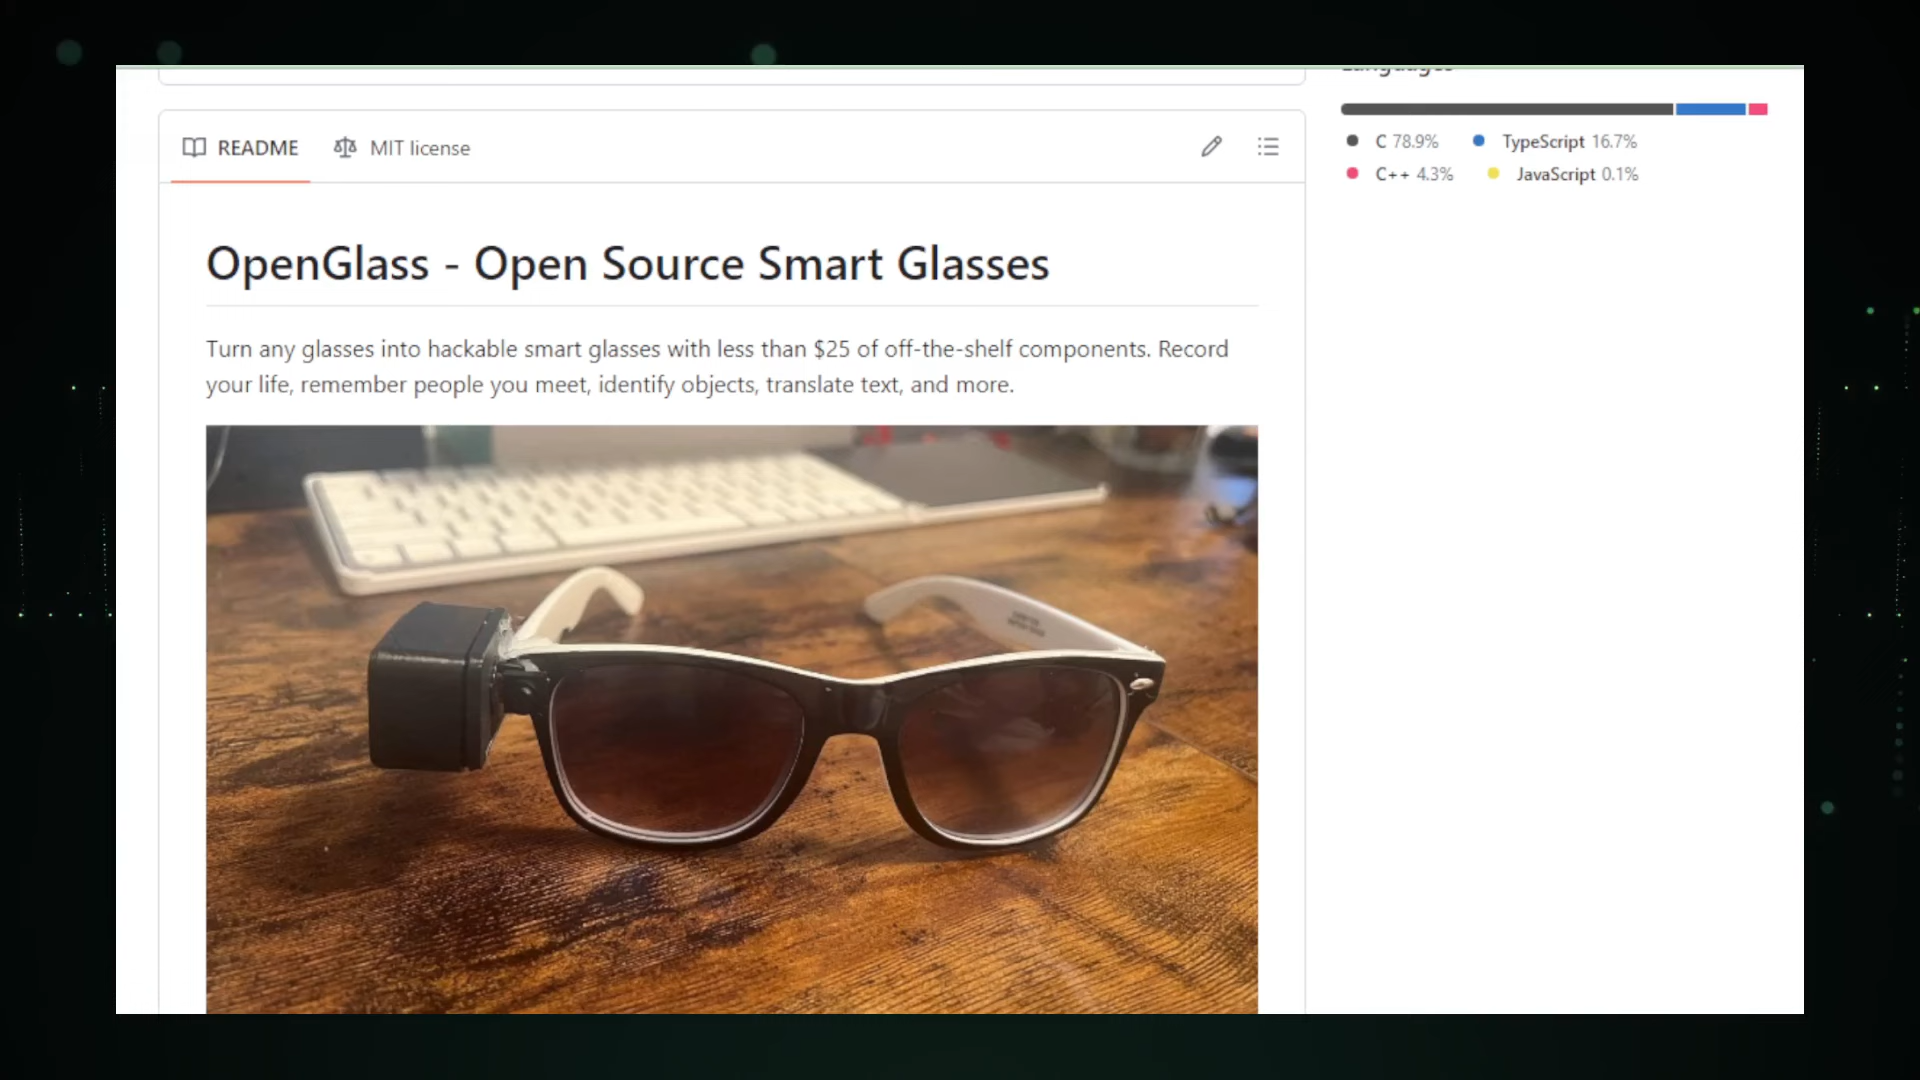 Languages
README
MIT license
C 78.9%
TypeScript 16.7%
C++ 4.3%
JavaScript 0.1%
OpenGlass - Open Source Smart Glasses
Turn any glasses into hackable smart glasses with less than $25 of off-the-shelf components. Record
your life, remember people you meet, identify objects, translate text, and more.